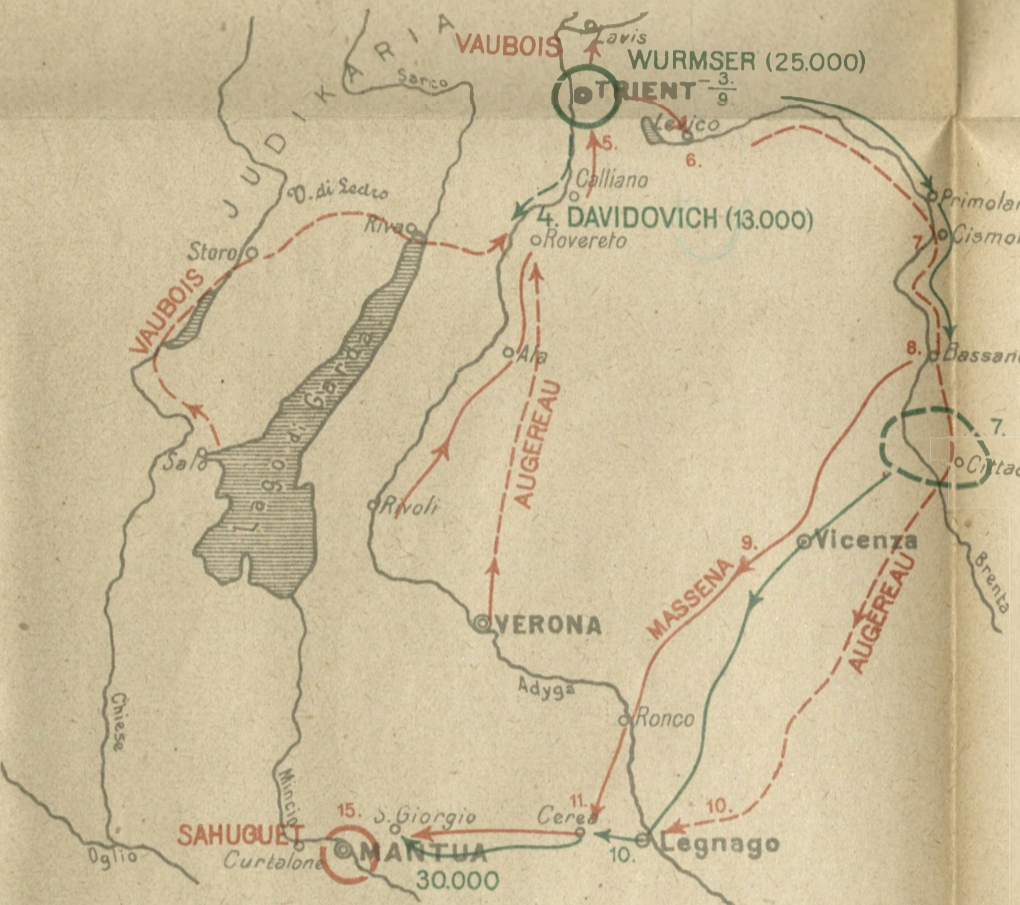 Lavis
VAUBOIS
WURMSER (25.000)
JUDIKARIA
Sarco
TRIENT -3./9.
Levico
5.
6.
Calliano
Primolan
4. DAVIDOVICH (13.000)
Riva
Rovereto
7.
Cismon
Storo
VAUBOIS
Ala
8.
Bassano
Lago di Garda
AUGEREAU
7.
Salo
Cittad
Rivoli
9.
Vicenza
Brenta
MASSENA
AUGEREAU
VERONA
Adyga
Chiese
Ronco
Mincio
15.
S. Giorgio
11.
Cerea
10.
SAHUGUET
Curtalone
MANTUA
10.
Legnago
Oglio
30.000